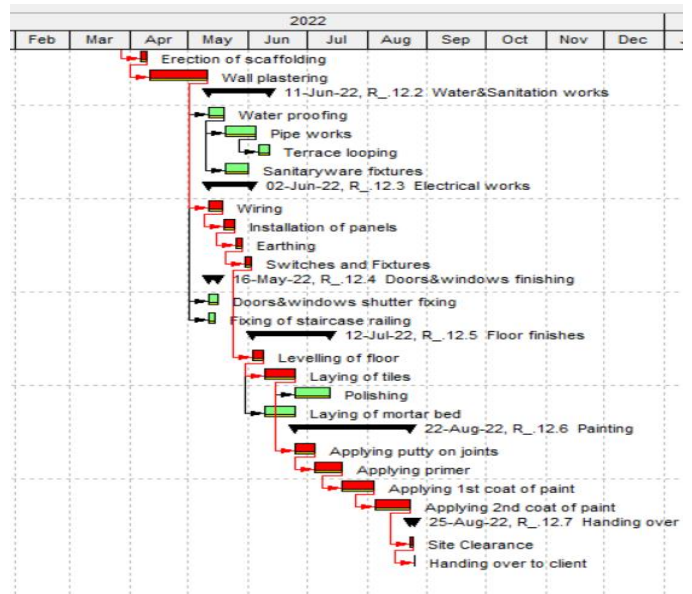 2022
Feb Mar Apr May Jun Jul Aug Sep Oct Nov Dec J
Erection of scaffolding
Wall plastering
11-Jun-22, R_.12.2 Water&Sanitation works
Water proofing
Pipe works
Terrace looping
Sanitaryware fixtures
02-Jun-22, R_.12.3 Electrical works
Wiring
Installation of panels
Earthing
Switches and Fixtures
16-May-22, R_.12.4 Doors&windows finishing
Doors&windows shutter fixing
Fixing of staircase railing
12-Jul-22, R_.12.5 Floor finishes
Levelling of floor
Laying of tiles
Polishing
Laying of mortar bed
22-Aug-22, R_.12.6 Painting
Applying putty on joints
Applying primer
Applying 1st coat of paint
Applying 2nd coat of paint
25-Aug-22, R_.12.7 Handing over
Site Clearance
Handing over to client